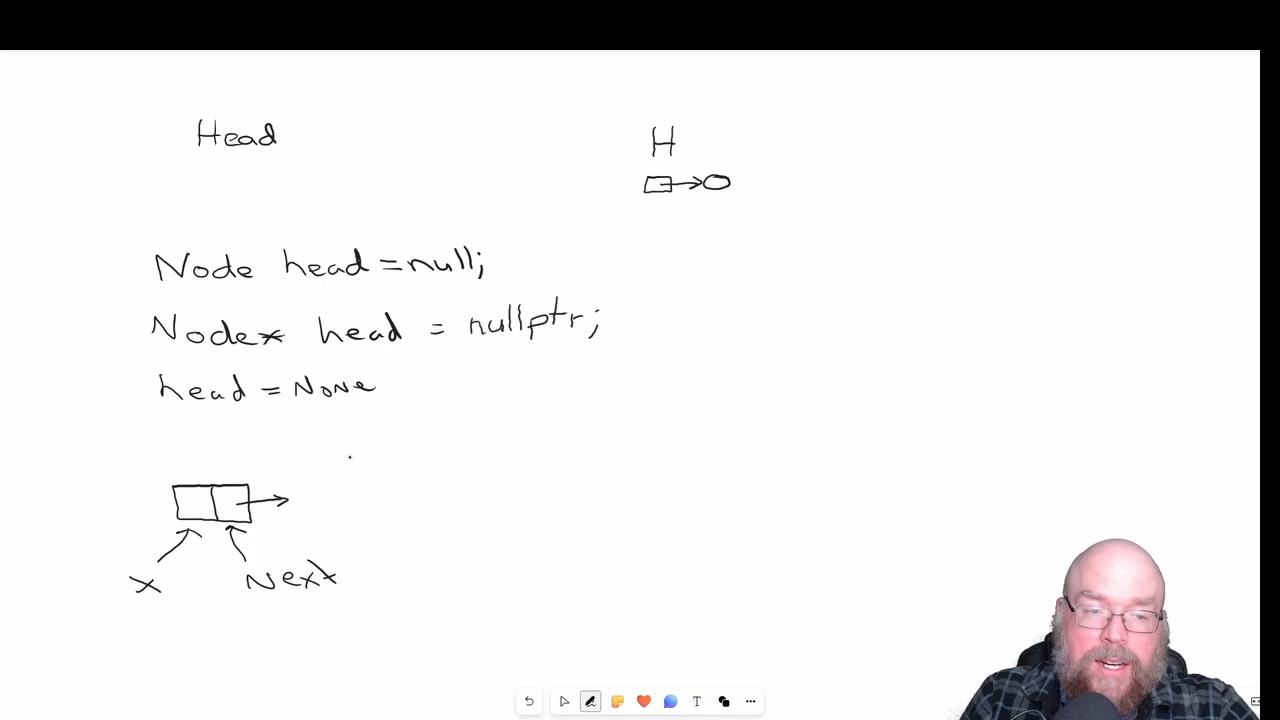 Head
H
Node head = null;
Node* head = nullptr;
head = None
x
Next
T